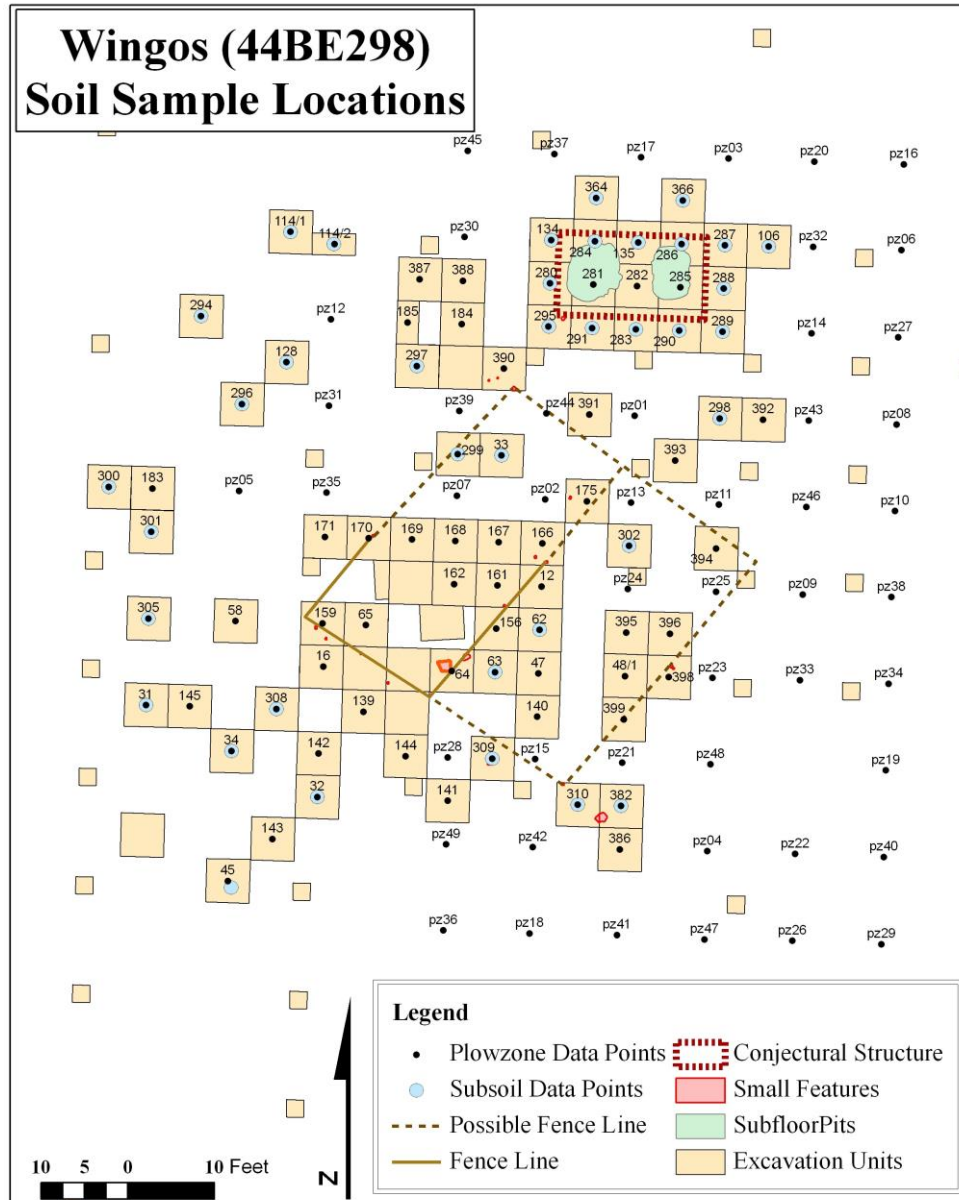 Wingos (44BE298)
Soil Sample Locations
pz45
pz37
pz17
pz03
pz20
pz16
364
366
114/1
114/2
pz30
134
284
135
286
287
106
pz32
pz06
387
388
280
281
282
285
288
294
pz12
185
184
295
291
283
290
289
pz14
pz27
128
297
390
296
pz31
pz39
pz44
391
pz01
298
392
pz43
pz08
299
33
393
300
183
pz05
pz35
pz07
pz02
175
pz13
pz11
pz46
pz10
301
171
170
169
168
167
166
302
394
162
161
12
pz24
pz25
pz09
pz38
305
58
159
65
156
62
395
396
16
64
63
47
48/1
398
pz23
pz33
pz34
31
145
308
139
140
399
34
142
144
pz28
309
pz15
pz21
pz48
pz19
32
141
310
382
143
pz49
pz42
386
pz04
pz22
pz40
45
pz36
pz18
pz41
pz47
pz26
pz29
Legend
Plowzone Data Points
Conjectural Structure
Subsoil Data Points
Small Features
Possible Fence Line
SubfloorPits
Fence Line
Excavation Units
10 5 0 10 Feet
N